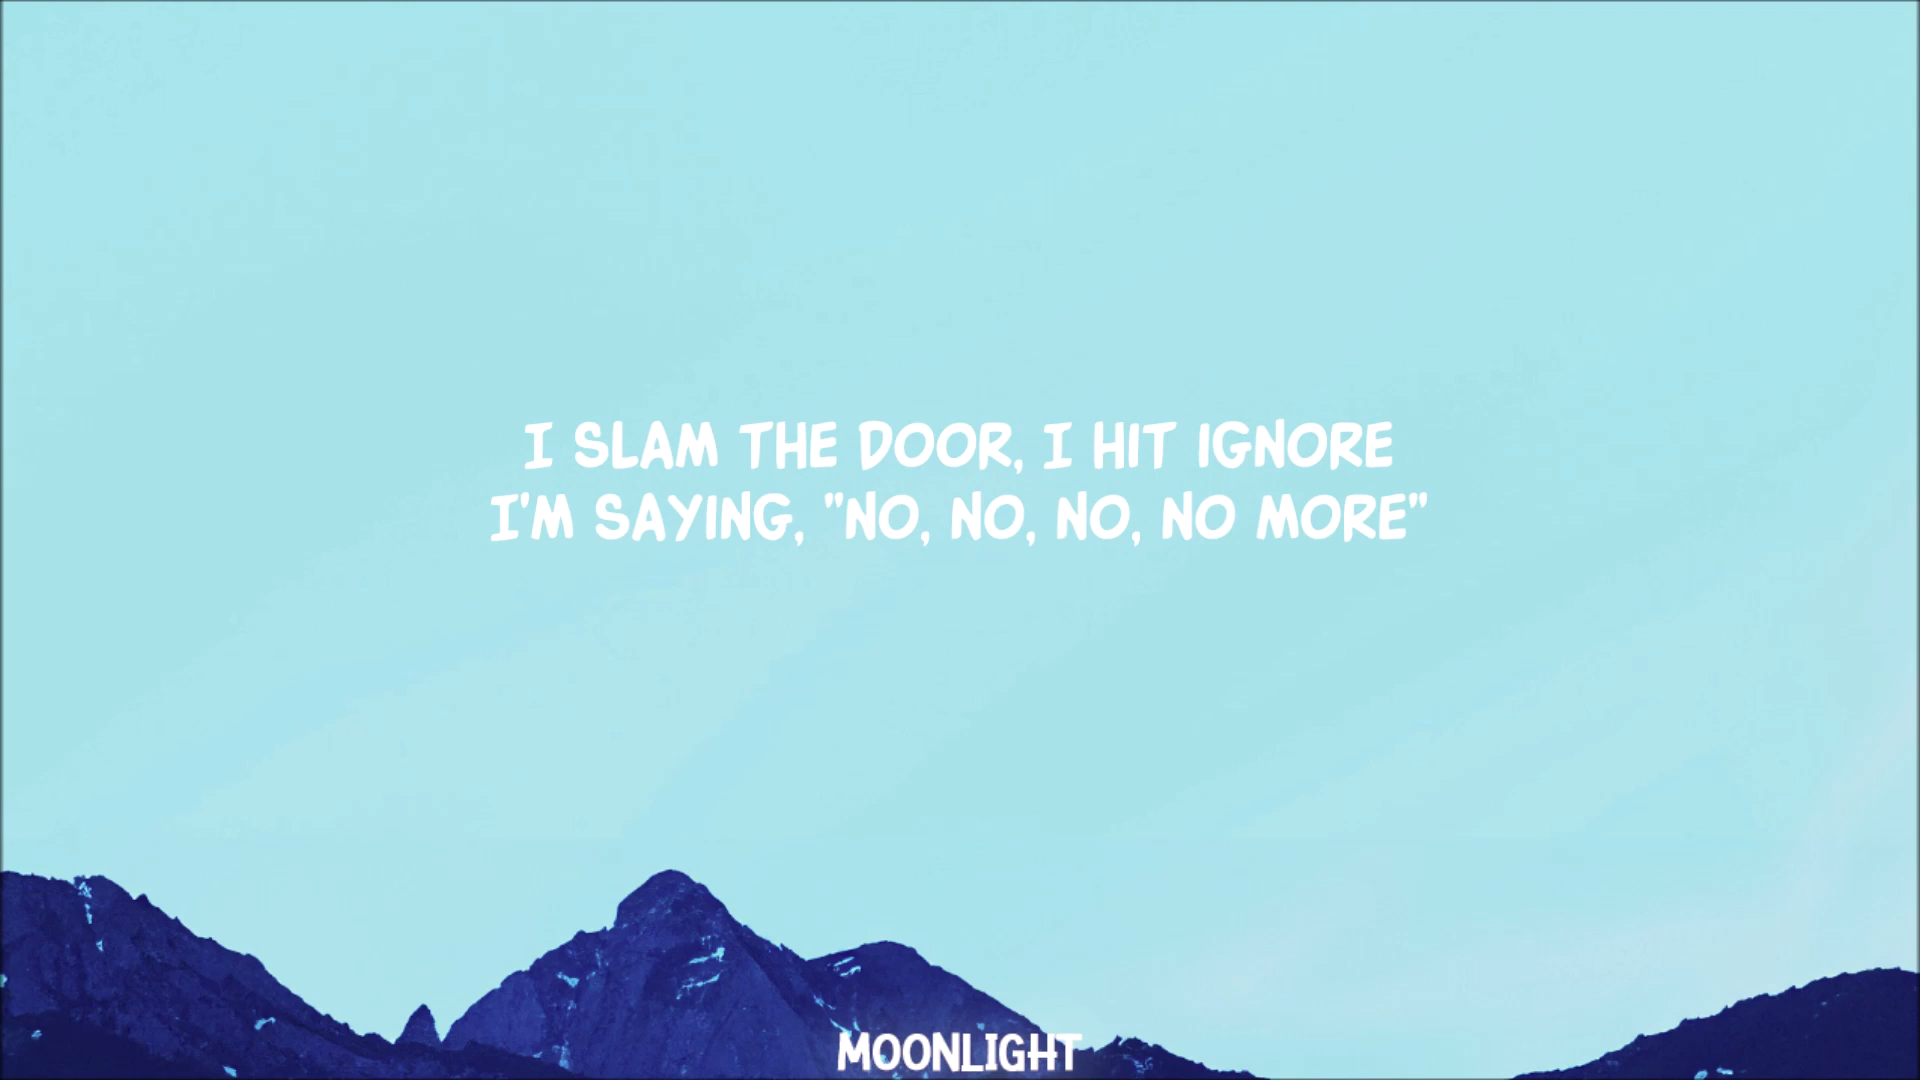 I SLAM THE DOOR, I HIT IGNORE
I'M SAYING, "NO, NO, NO, NO MORE"
MOONLIGHT